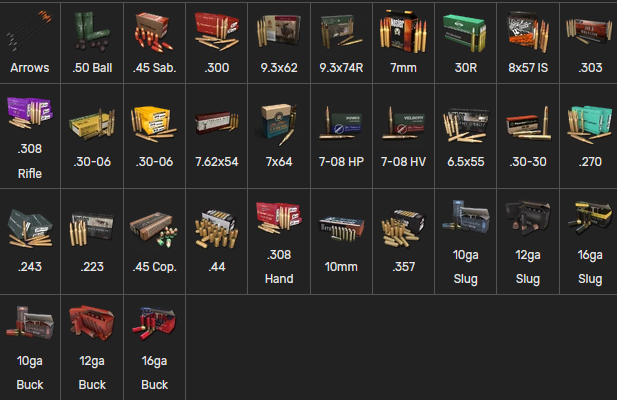 Arrows .50 Ball .45 Sab. .300 9.3x62 9.3x74R 7mm 30R 8x57 IS .303
.308 .30-06 .30-06 7.62x54 7x64 7-08 HP 7-08 HV 6.5x55 .30-30 .270
Rifle
.243 .223 .45 Cop. .44 .308 10mm .357 10ga 12ga 16ga
Hand Slug Slug Slug
10ga 12ga 16ga
Buck Buck Buck